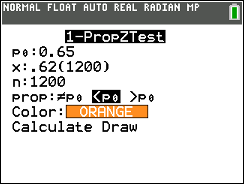 NORMAL FLOAT AUTO REAL RADIAN MP
1-PropZTest
p₀:0.65
x:.62(1200)
n:1200
prop:≠p₀ <p₀ >p₀
Color: ORANGE
Calculate Draw